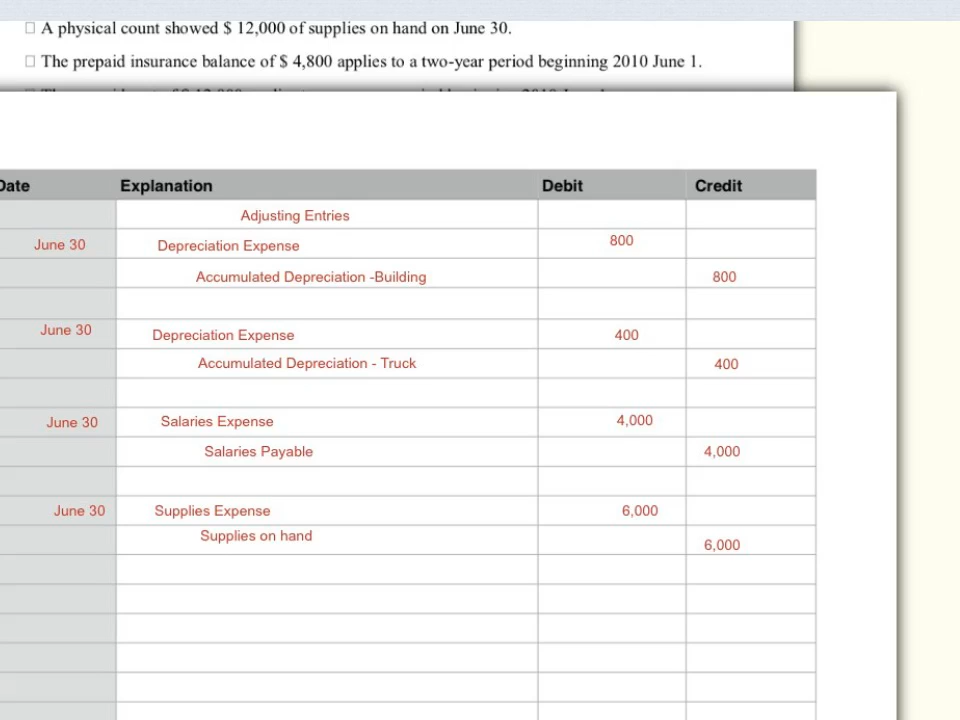 □ A physical count showed $ 12,000 of supplies on hand on June 30.
□ The prepaid insurance balance of $ 4,800 applies to a two-year period beginning 2010 June 1.
Date Explanation Debit Credit
Adjusting Entries
June 30 Depreciation Expense 800
Accumulated Depreciation -Building 800
June 30 Depreciation Expense 400
Accumulated Depreciation - Truck 400
June 30 Salaries Expense 4,000
Salaries Payable 4,000
June 30 Supplies Expense 6,000
Supplies on hand 6,000